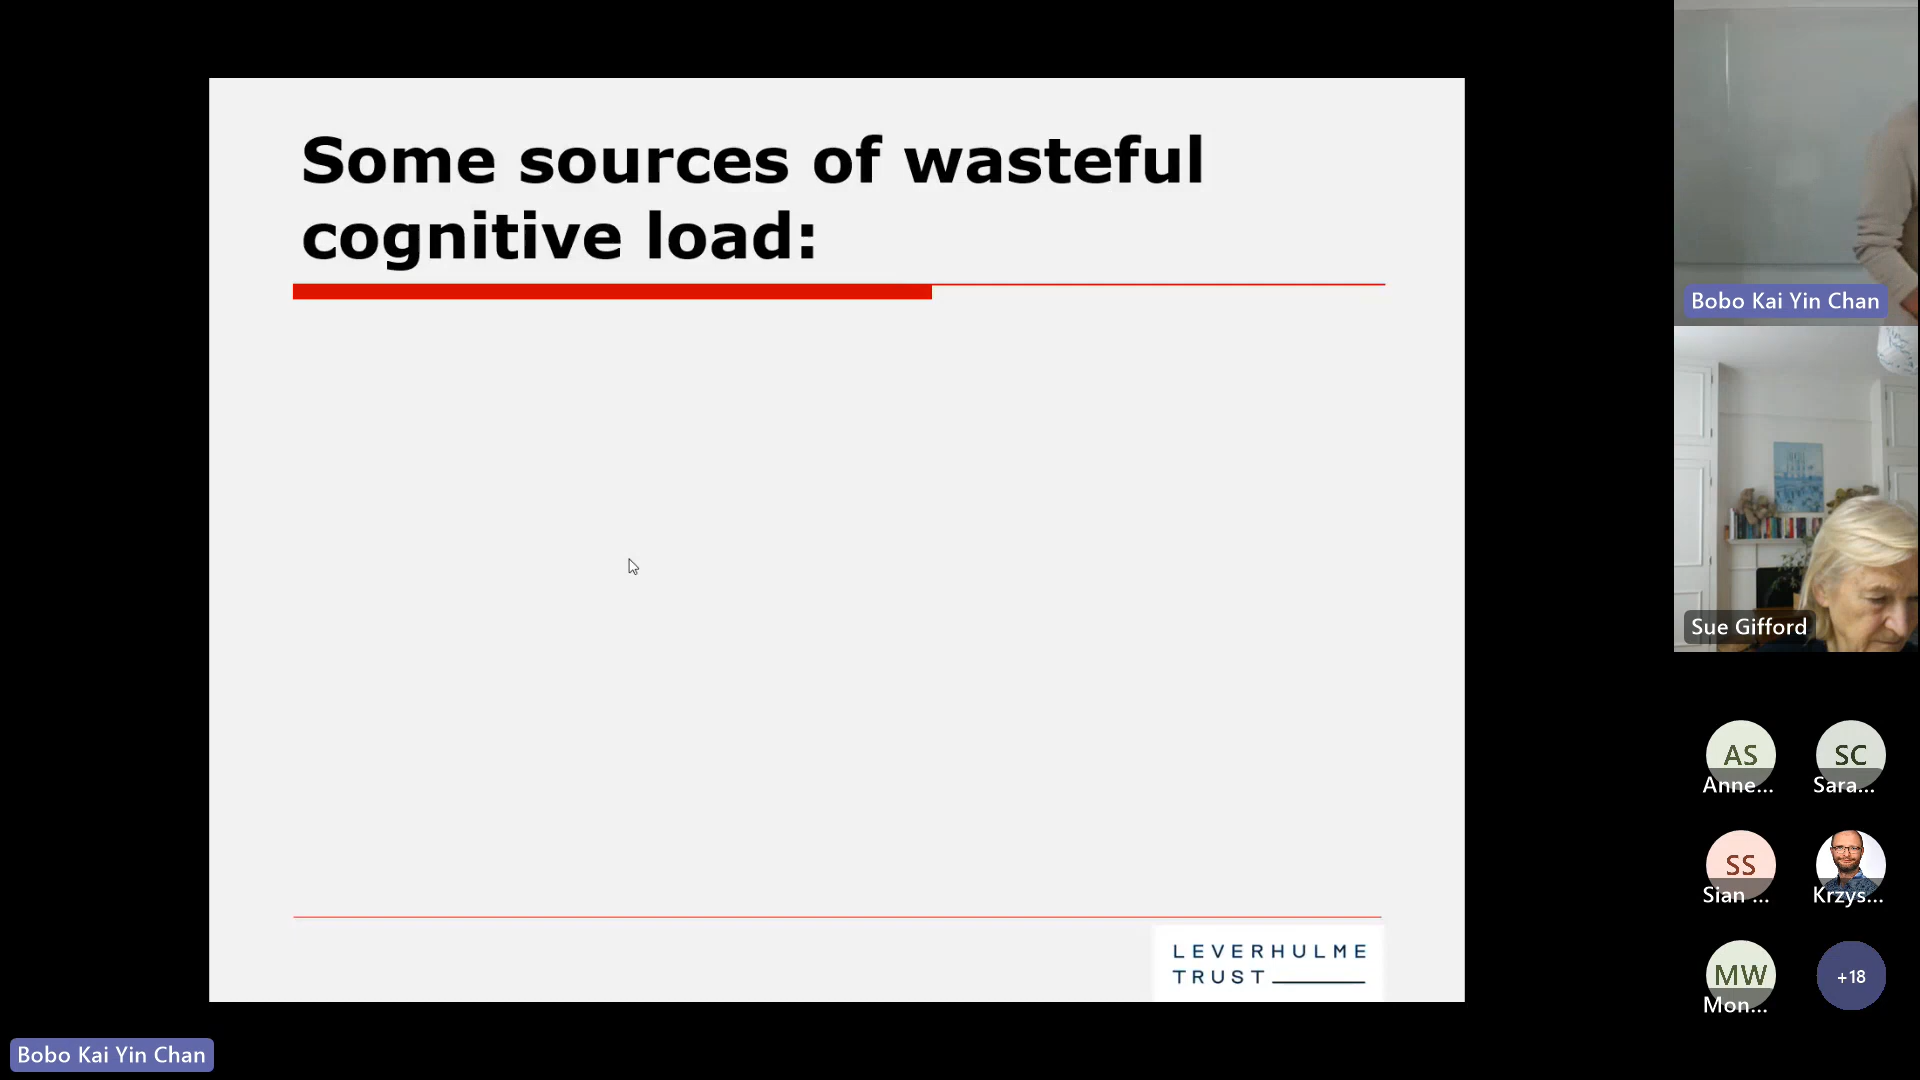 Some sources of wasteful
cognitive load:
LEVERHULME
TRUST
Bobo Kai Yin Chan
Sue Gifford
AS
Anne...
SC
Sara...
SS
Sian ...
Krzys...
MW
Mon...
+18
Bobo Kai Yin Chan